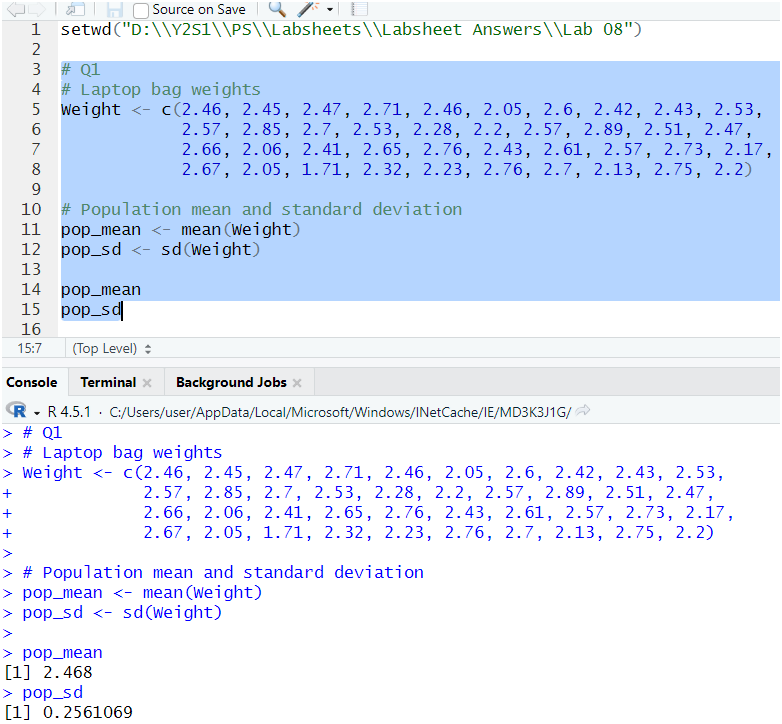 Source on Save
1 setwd("D:\\Y2S1\\PS\\Labsheets\\Labsheet Answers\\Lab 08")
2
3 # Q1
4 # Laptop bag weights
5 Weight <- c(2.46, 2.45, 2.47, 2.71, 2.46, 2.05, 2.6, 2.42, 2.43, 2.53,
6 2.57, 2.85, 2.7, 2.53, 2.28, 2.2, 2.57, 2.89, 2.51, 2.47,
7 2.66, 2.06, 2.41, 2.65, 2.76, 2.43, 2.61, 2.57, 2.73, 2.17,
8 2.67, 2.05, 1.71, 2.32, 2.23, 2.76, 2.7, 2.13, 2.75, 2.2)
9
10 # Population mean and standard deviation
11 pop_mean <- mean(Weight)
12 pop_sd <- sd(Weight)
13
14 pop_mean
15 pop_sd
16
15:7 (Top Level)
Console Terminal Background Jobs
R R 4.5.1 · C:/Users/user/AppData/Local/Microsoft/Windows/INetCache/IE/MD3K3J1G/
> # Q1
> # Laptop bag weights
> Weight <- c(2.46, 2.45, 2.47, 2.71, 2.46, 2.05, 2.6, 2.42, 2.43, 2.53,
+ 2.57, 2.85, 2.7, 2.53, 2.28, 2.2, 2.57, 2.89, 2.51, 2.47,
+ 2.66, 2.06, 2.41, 2.65, 2.76, 2.43, 2.61, 2.57, 2.73, 2.17,
+ 2.67, 2.05, 1.71, 2.32, 2.23, 2.76, 2.7, 2.13, 2.75, 2.2)
>
> # Population mean and standard deviation
> pop_mean <- mean(Weight)
> pop_sd <- sd(Weight)
>
> pop_mean
[1] 2.468
> pop_sd
[1] 0.2561069